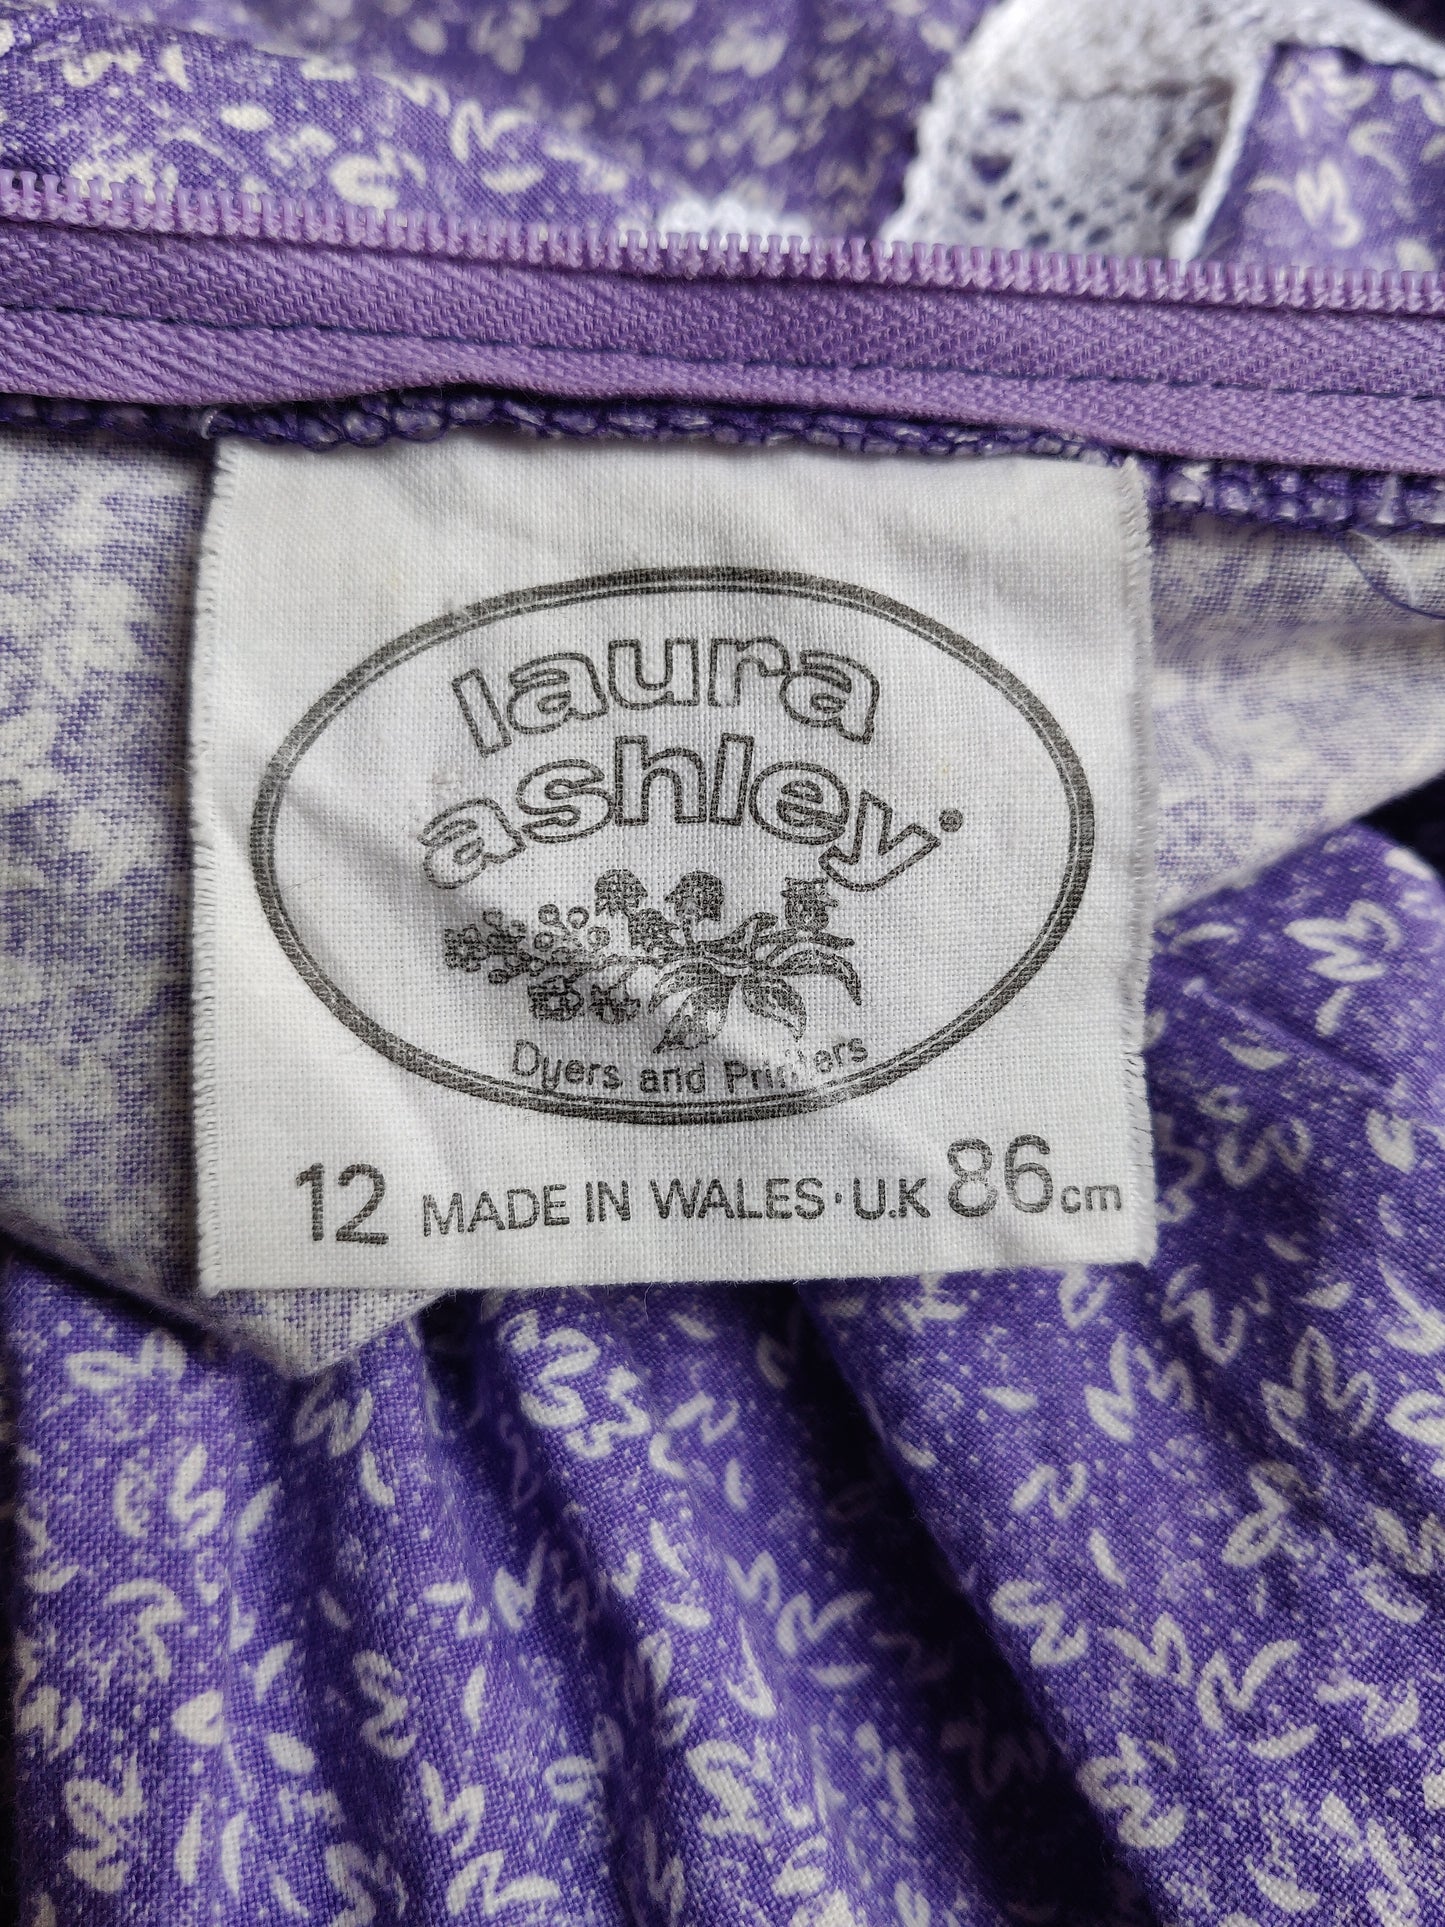 laura
ashley
Dyers and Printers
12 MADE IN WALES · U.K 86cm